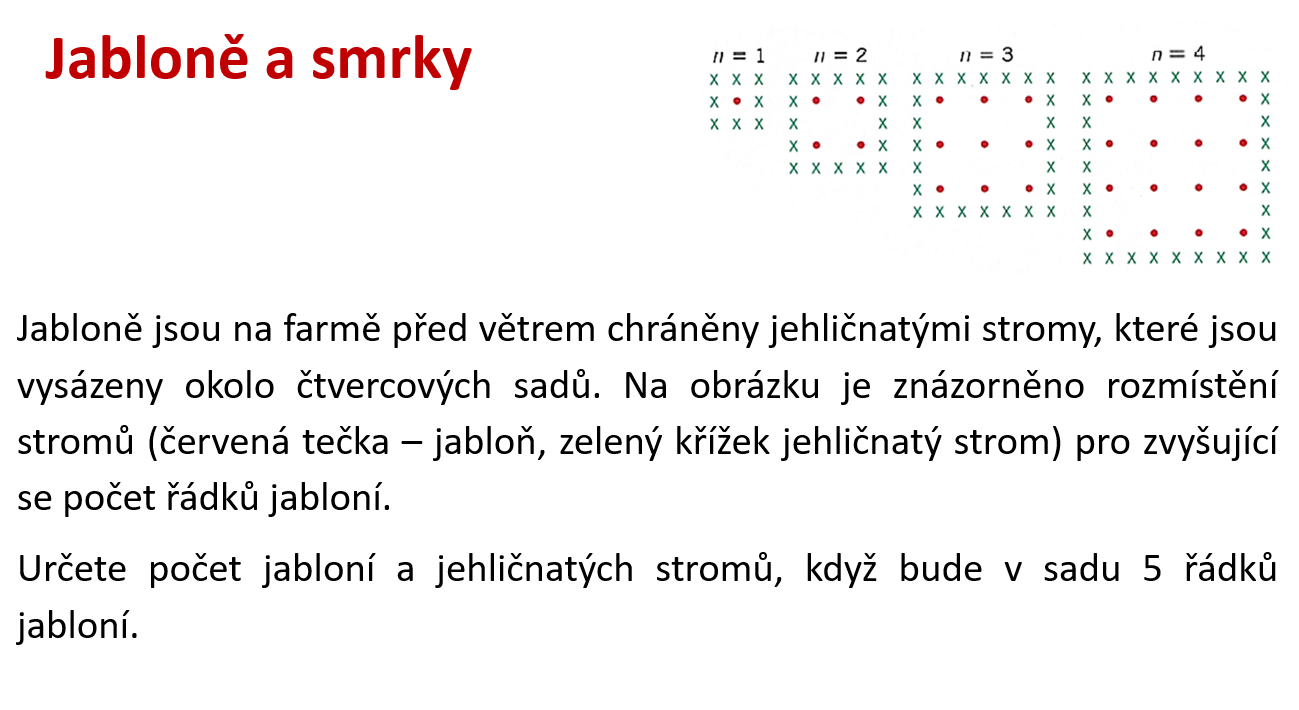 Jabloně a smrky
n = 1 n = 2 n = 3 n = 4
x x x x x x x x x x x x x x x x x x x x x x x x
x x x x x x x x
x x x x x x x x
x x x x x x
x x x x x x x x x
x x x x
x x x x x x x x x
x x
x x x x x x x x x
Jabloně jsou na farmě před větrem chráněny jehličnatými stromy, které jsou
vysázeny okolo čtvercových sadů. Na obrázku je znázorněno rozmístění
stromů (červená tečka – jabloň, zelený křížek jehličnatý strom) pro zvyšující
se počet řádků jabloní.
Určete počet jabloní a jehličnatých stromů, když bude v sadu 5 řádků
jabloní.